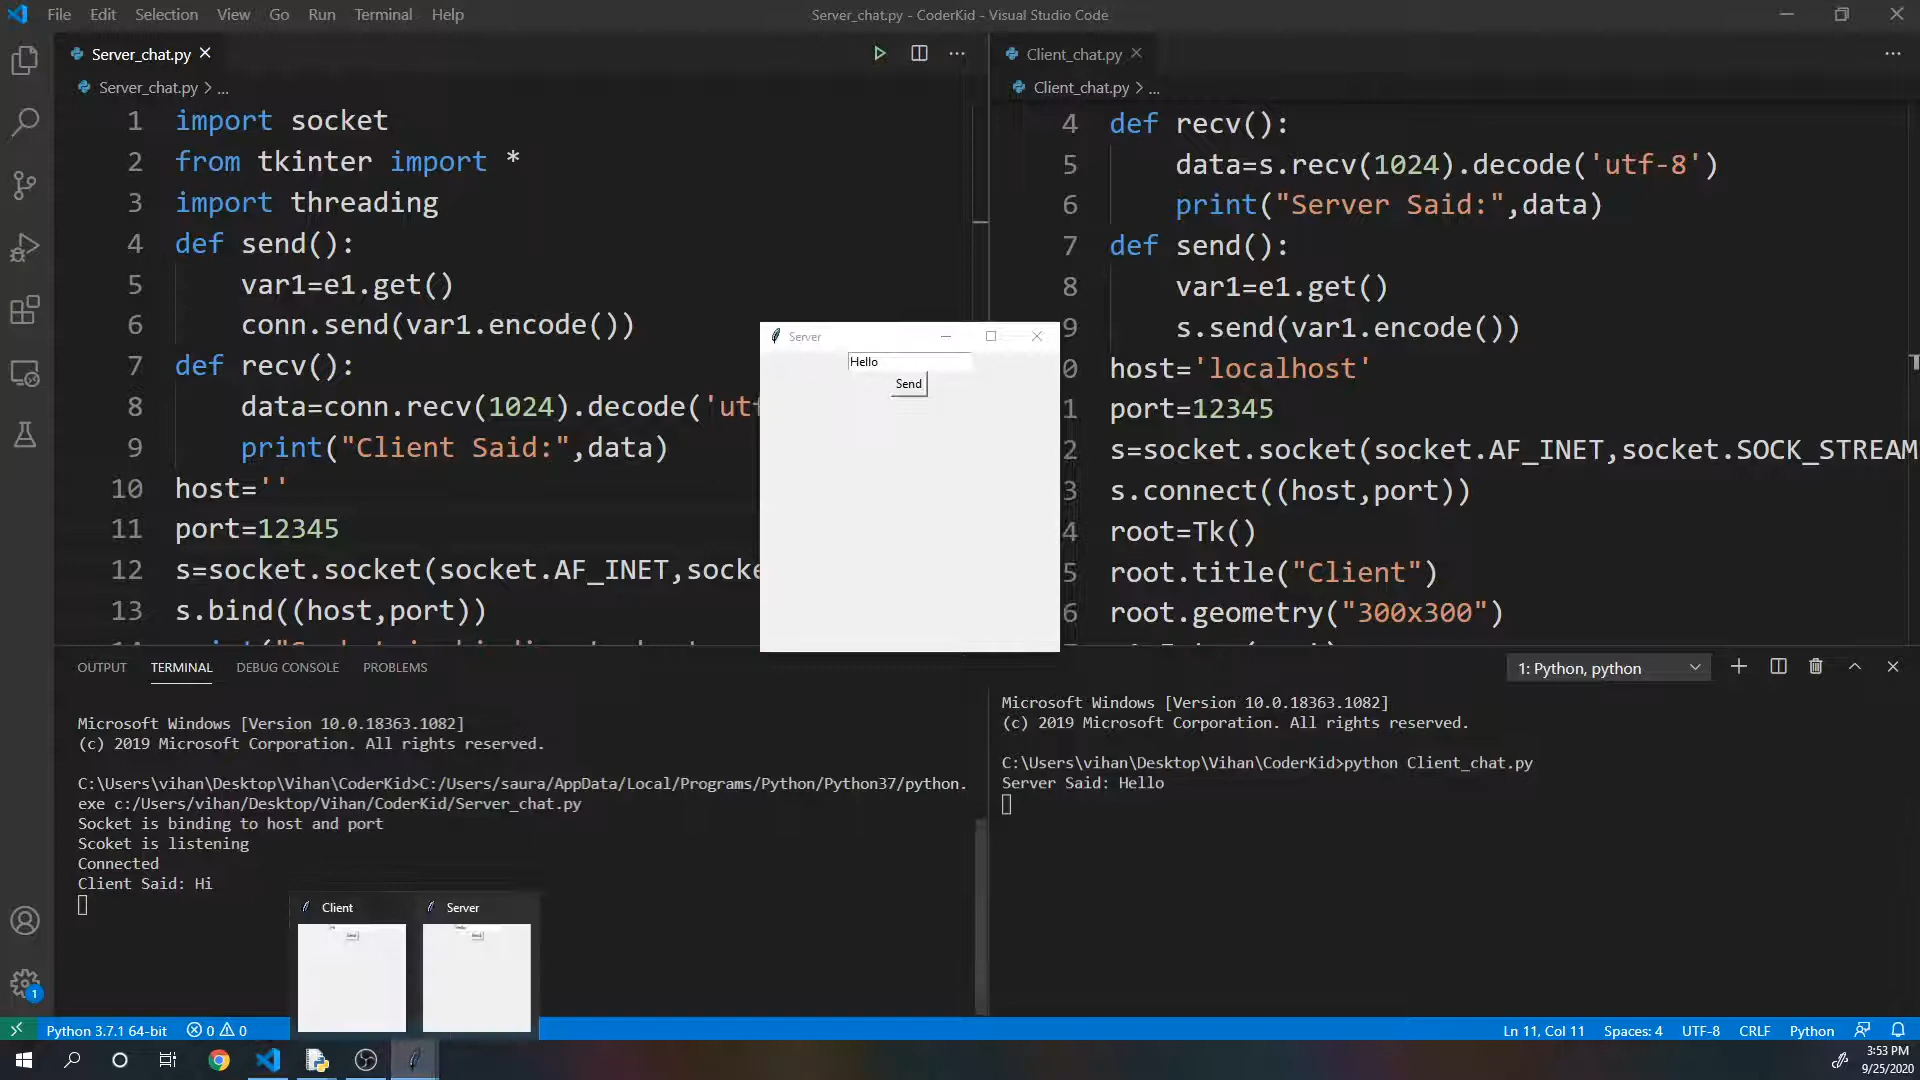 File Edit Selection View Go Run Terminal Help
Server_chat.py - CoderKid - Visual Studio Code
Server_chat.py
Server_chat.py > ...
1 import socket
2 from tkinter import *
3 import threading
4 def send():
5 var1=e1.get()
6 conn.send(var1.encode())
7 def recv():
8 data=conn.recv(1024).decode('utf
9 print("Client Said:",data)
10 host=''
11 port=12345
12 s=socket.socket(socket.AF_INET,socke
13 s.bind((host,port))
Client_chat.py
Client_chat.py > ...
4 def recv():
5 data=s.recv(1024).decode('utf-8')
6 print("Server Said:",data)
7 def send():
8 var1=e1.get()
9 s.send(var1.encode())
0 host='localhost'
1 port=12345
2 s=socket.socket(socket.AF_INET,socket.SOCK_STREAM
3 s.connect((host,port))
4 root=Tk()
5 root.title("Client")
6 root.geometry("300x300")
Server
Hello
Send
OUTPUT TERMINAL DEBUG CONSOLE PROBLEMS
1: Python, python
Microsoft Windows [Version 10.0.18363.1082]
(c) 2019 Microsoft Corporation. All rights reserved.
C:\Users\vihan\Desktop\Vihan\CoderKid>C:/Users/saura/AppData/Local/Programs/Python/Python37/python.
exe c:/Users/vihan/Desktop/Vihan/CoderKid/Server_chat.py
Socket is binding to host and port
Scoket is listening
Connected
Client Said: Hi
Microsoft Windows [Version 10.0.18363.1082]
(c) 2019 Microsoft Corporation. All rights reserved.
C:\Users\vihan\Desktop\Vihan\CoderKid>python Client_chat.py
Server Said: Hello
Client
Server
1
Python 3.7.1 64-bit 0 0
Ln 11, Col 11 Spaces: 4 UTF-8 CRLF Python
3:53 PM
9/25/2020